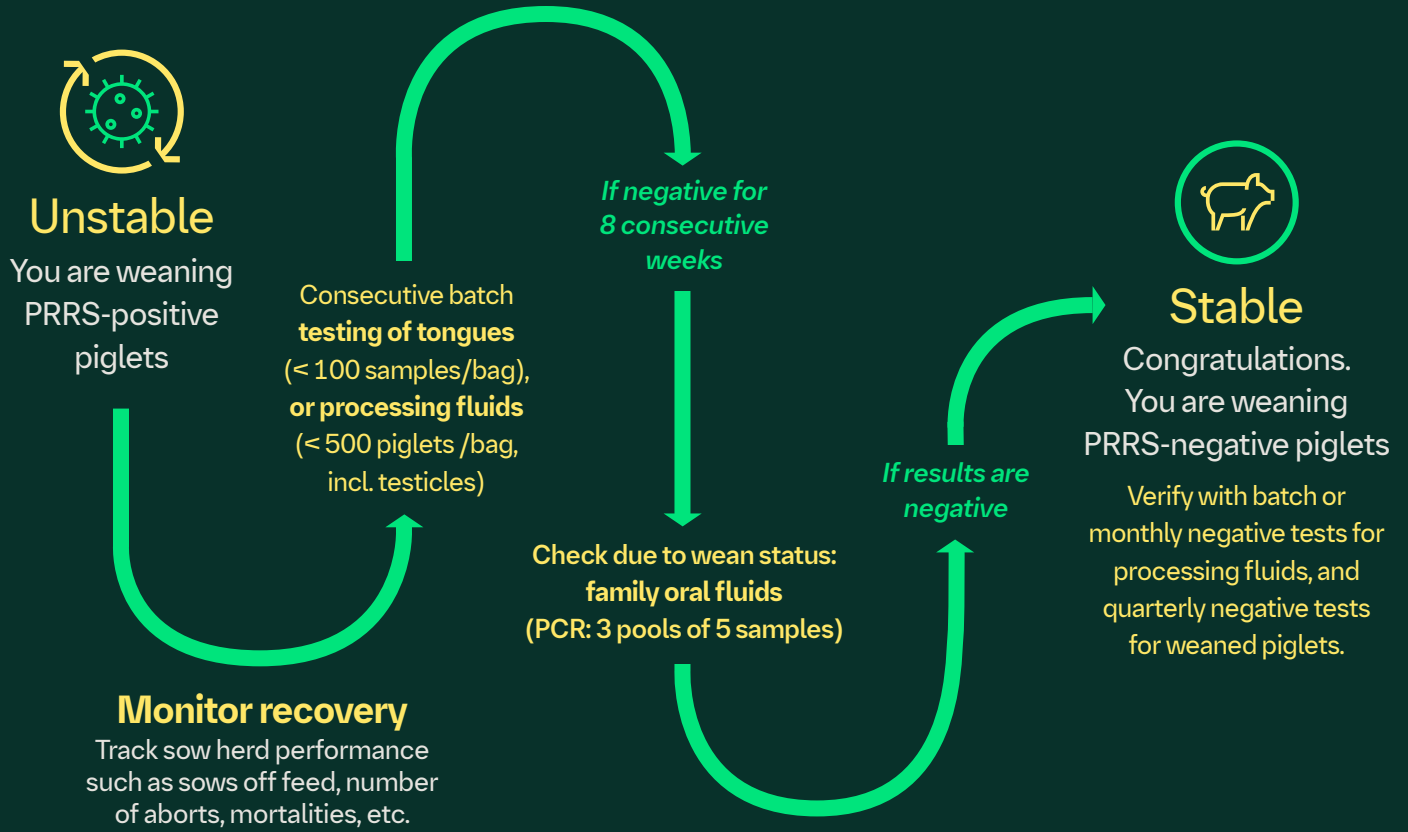 Unstable
You are weaning
PRRS-positive
piglets
Monitor recovery
Track sow herd performance
such as sows off feed, number
of aborts, mortalities, etc.
Consecutive batch
testing of tongues
(< 100 samples/bag),
or processing fluids
(< 500 piglets /bag,
incl. testicles)
If negative for
8 consecutive
weeks
Check due to wean status:
family oral fluids
(PCR: 3 pools of 5 samples)
If results are
negative
Stable
Congratulations.
You are weaning
PRRS-negative piglets
Verify with batch or
monthly negative tests for
processing fluids, and
quarterly negative tests
for weaned piglets.